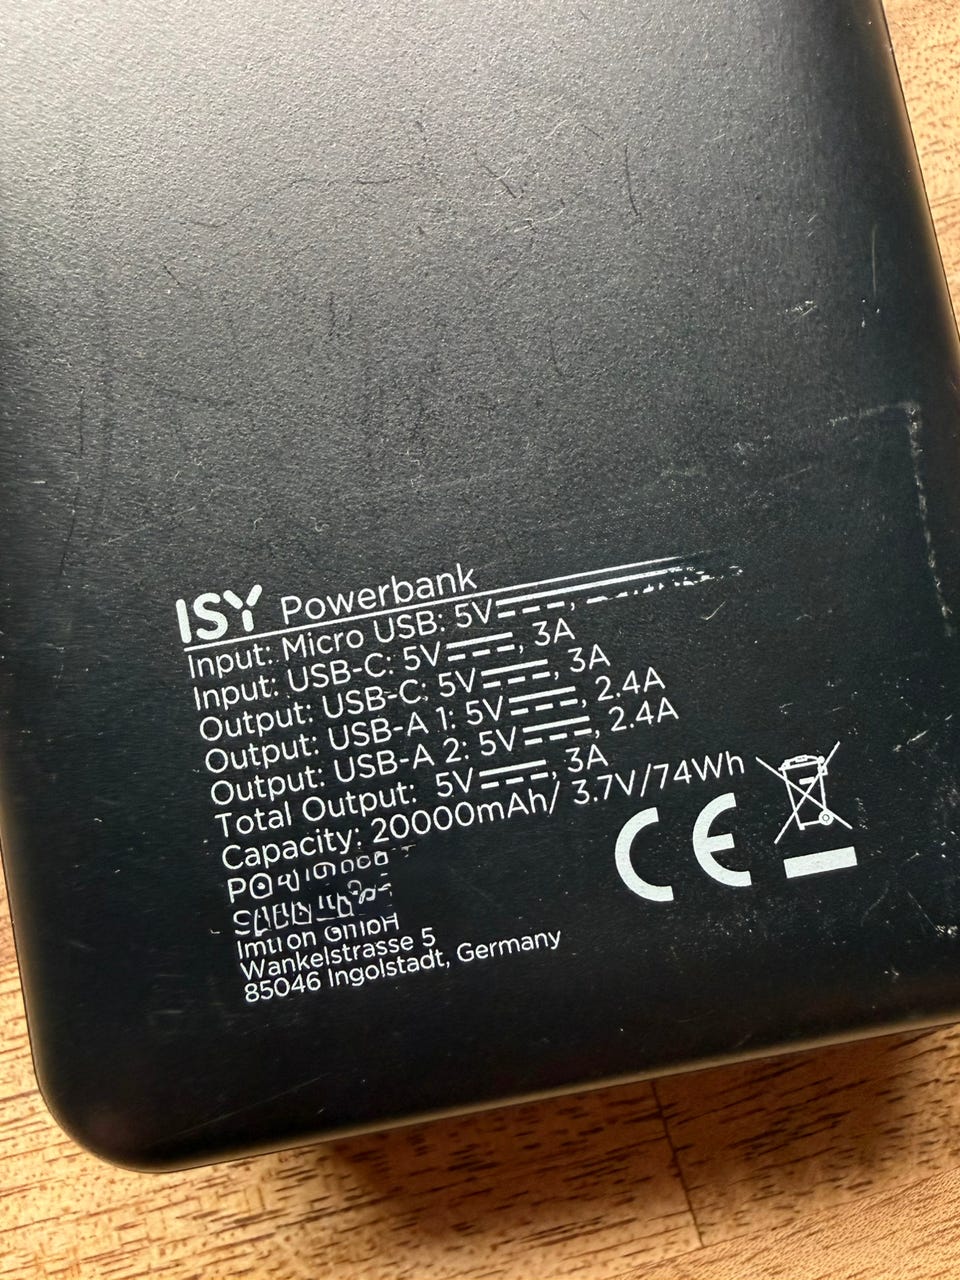 ISY Powerbank
Input: Micro USB: 5V⎓,
Input: USB-C: 5V⎓, 3A
Output: USB-C: 5V⎓, 3A
Output: USB-A 1: 5V⎓, 2.4A
Output: USB-A 2: 5V⎓, 2.4A
Total Output: 5V⎓, 3A
Capacity: 20000mAh/ 3.7V/74Wh
CE
Wankelstrasse 5
85046 Ingolstadt, Germany